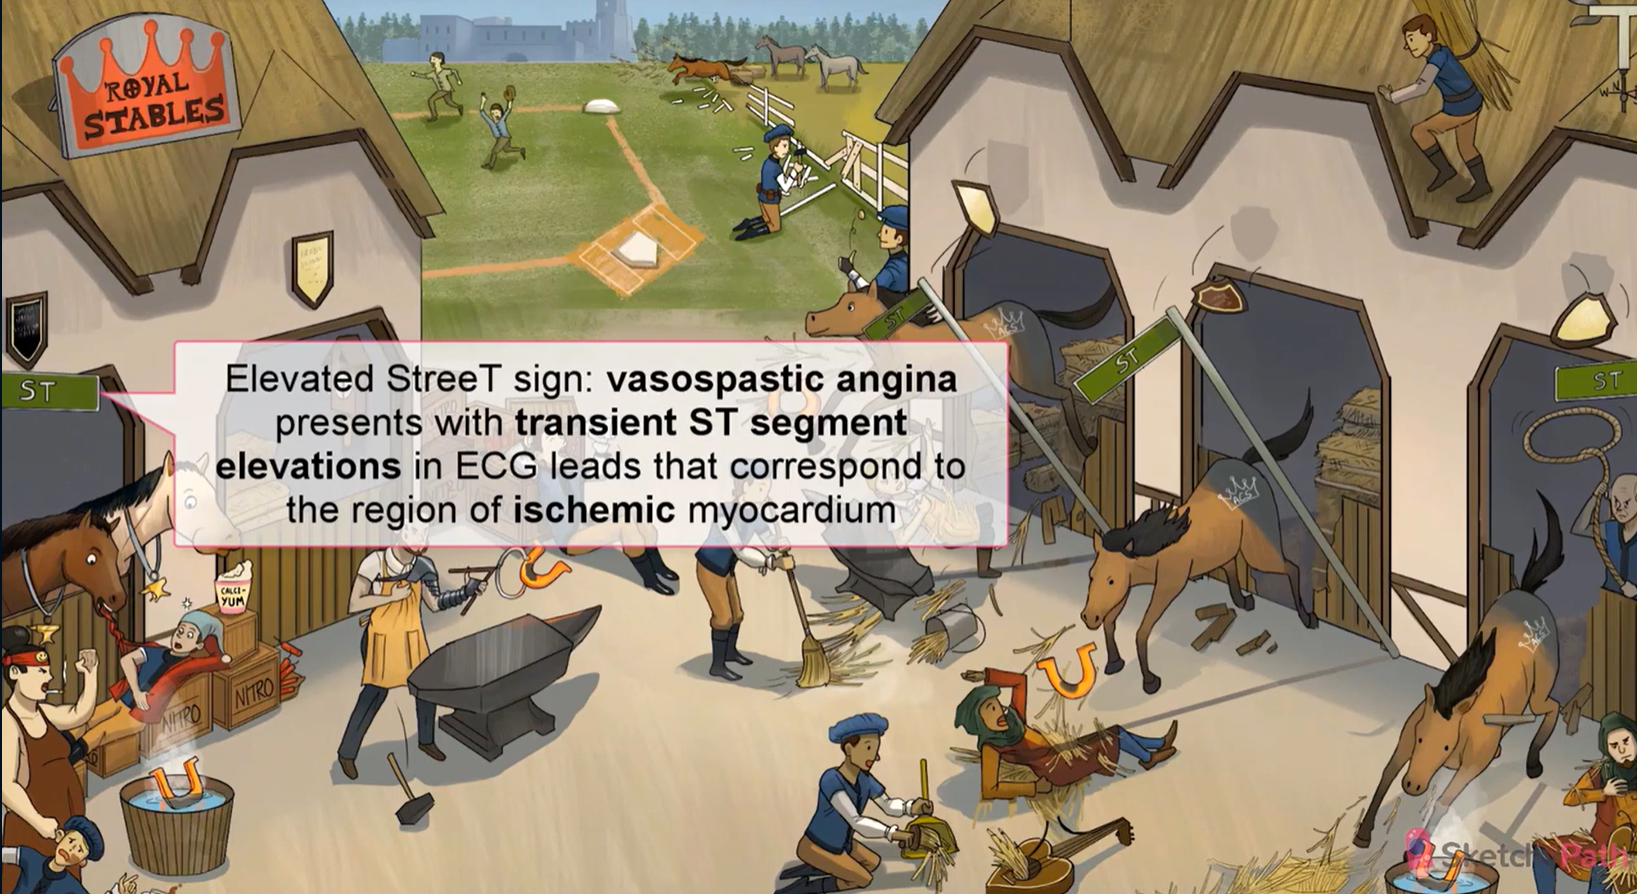 ROYAL
STABLES
ST
ST
ST
ST
Elevated StreeT sign: vasospastic angina
presents with transient ST segment
elevations in ECG leads that correspond to
the region of ischemic myocardium
ACS
ACS
ACS
CALCI-
YUM
NITRO
NITRO
W
N
SketchyPath